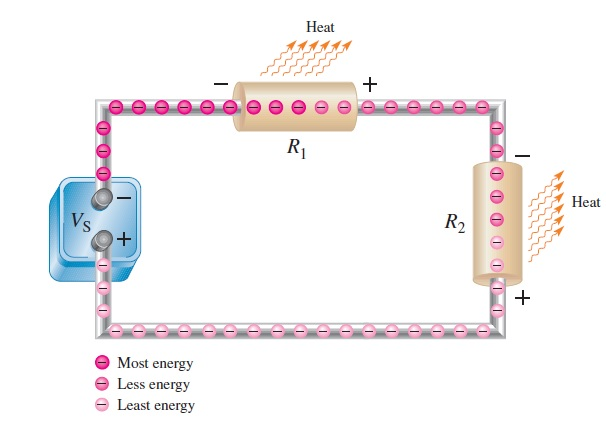 Heat
− +
R1
−
VS
−
+
R2
Heat
+
Most energy
Less energy
Least energy